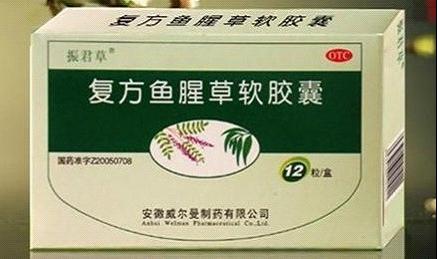 振君草®
OTC
复方鱼腥草软胶囊
国药准字Z20050708
12粒/盒
安徽威尔曼制药有限公司
Anhui Welman Pharmaceutical Co.,Ltd.